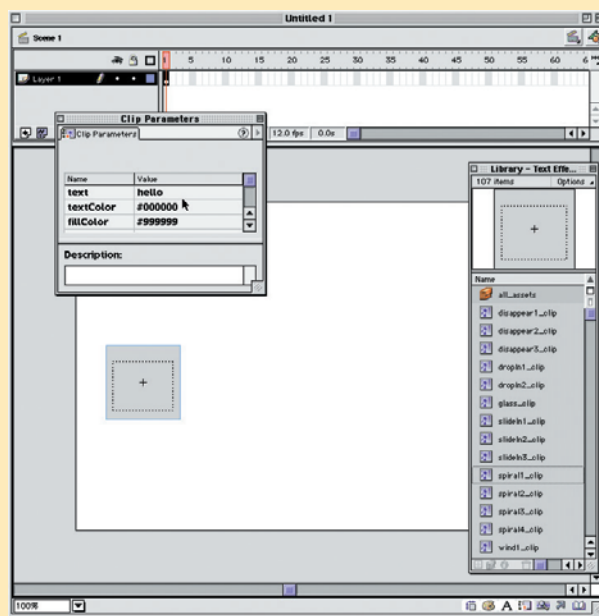 Untitled 1
Scene 1
1 5 10 15 20 25 30 35 40 45 50 55 60 6
Layer 1
Clip Parameters
Clip Parameters
12.0 fps 0.0s
Name Value
text hello
textColor #000000
fillColor #999999
Description:
Library - Text Effe...
107 items Options
Name
all_assets
disappear1_clip
disappear2_clip
disappear3_clip
dropin1_clip
dropin2_clip
glass_clip
slideIn1_clip
slideIn2_clip
slideIn3_clip
spiral1_clip
spiral2_clip
spiral3_clip
spiral4_clip
wind1_clip
100%